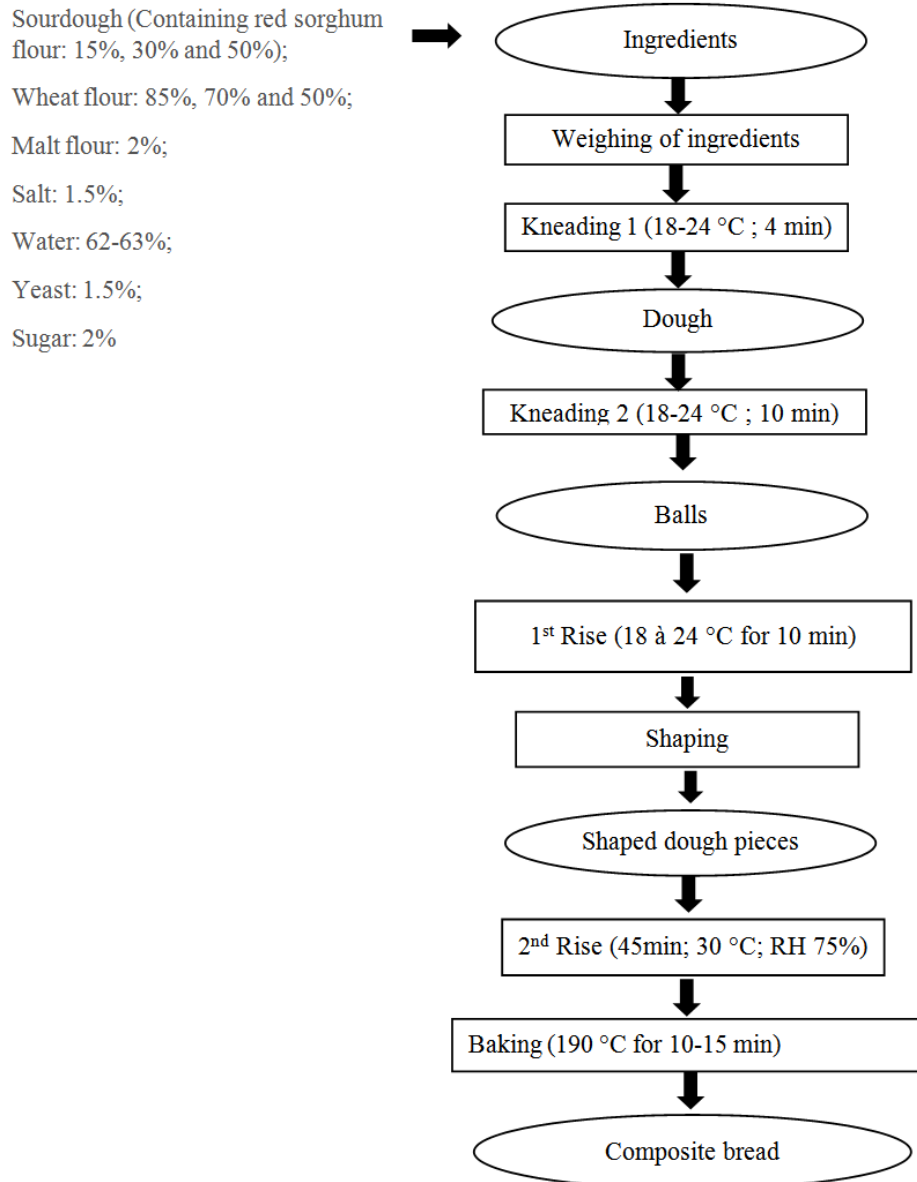 Sourdough (Containing red sorghum
flour: 15%, 30% and 50%);
Wheat flour: 85%, 70% and 50%;
Malt flour: 2%;
Salt: 1.5%;
Water: 62-63%;
Yeast: 1.5%;
Sugar: 2%
Ingredients
Weighing of ingredients
Kneading 1 (18-24 °C ; 4 min)
Dough
Kneading 2 (18-24 °C ; 10 min)
Balls
1st Rise (18 à 24 °C for 10 min)
Shaping
Shaped dough pieces
2nd Rise (45min; 30 °C; RH 75%)
Baking (190 °C for 10-15 min)
Composite bread